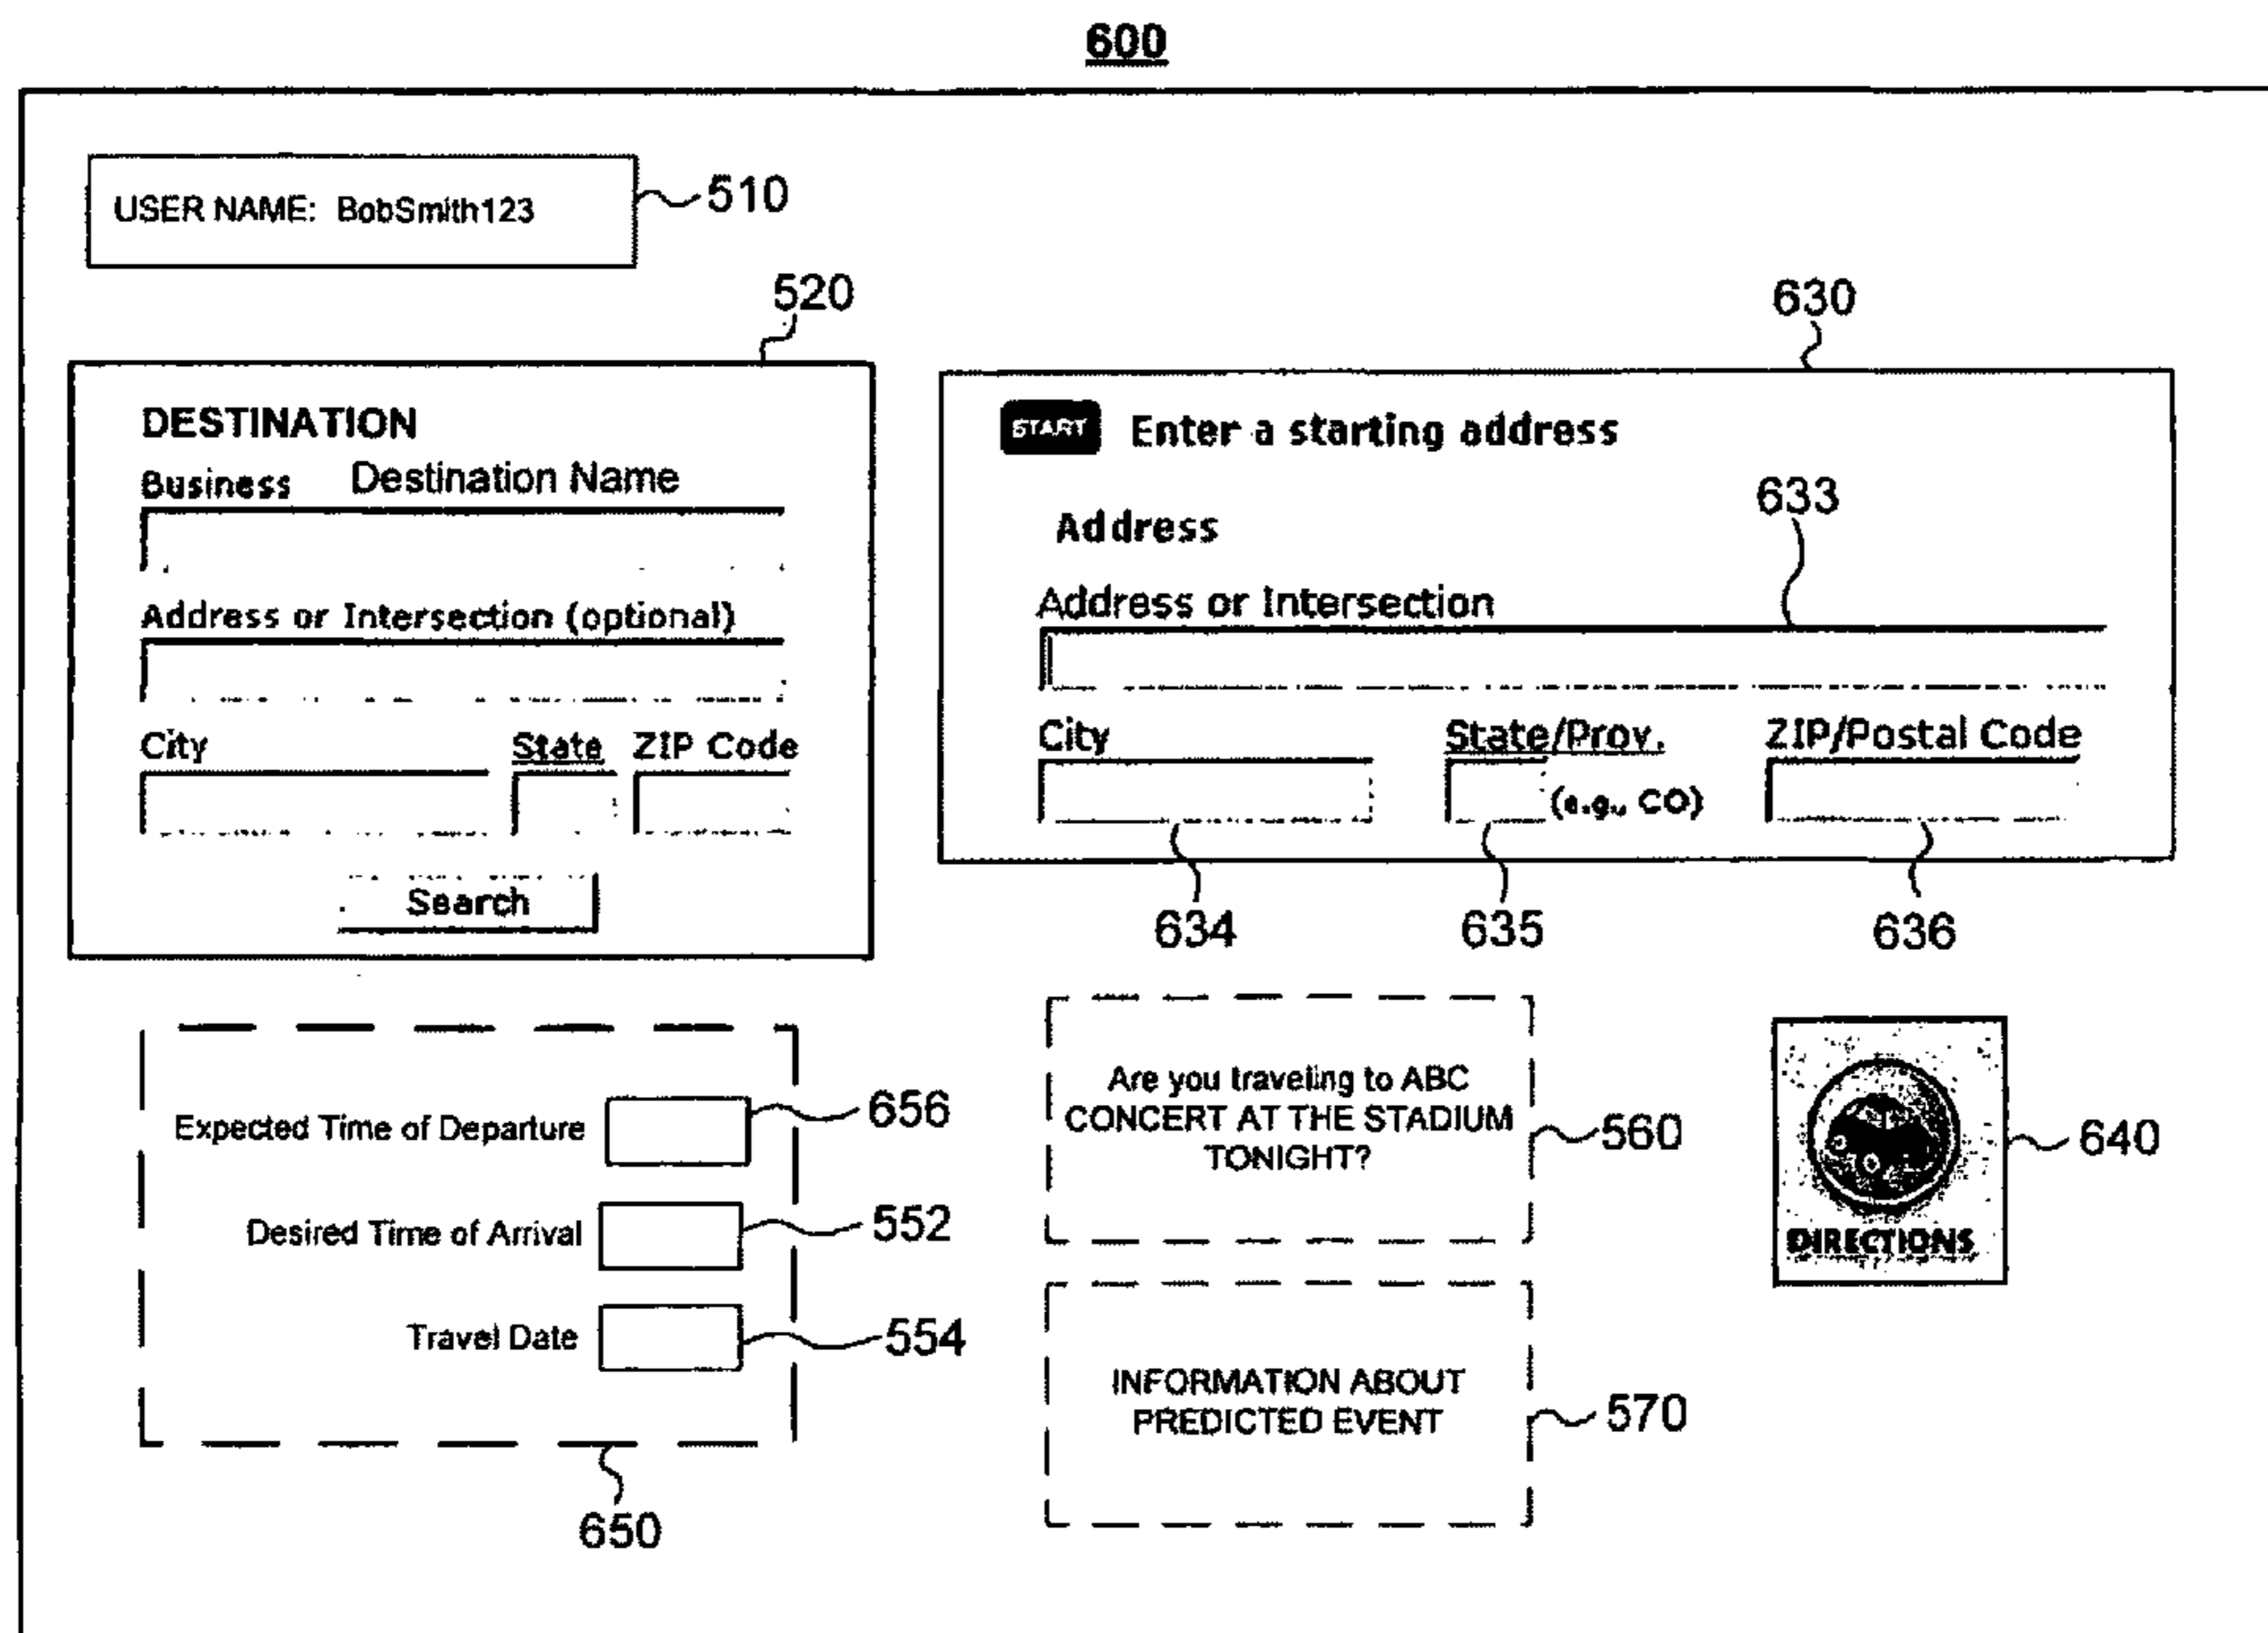 600
USER NAME: BobSmith123
510
520
DESTINATION
Business Destination Name
Address or Intersection (optional)
City State ZIP Code
Search
630
START Enter a starting address
Address
633
Address or Intersection
City State/Prov. ZIP/Postal Code
(e.g., CO)
634 635 636
Expected Time of Departure
656
Desired Time of Arrival
552
Travel Date
554
650
Are you traveling to ABC
CONCERT AT THE STADIUM
TONIGHT?
560
INFORMATION ABOUT
PREDICTED EVENT
570
DIRECTIONS
640